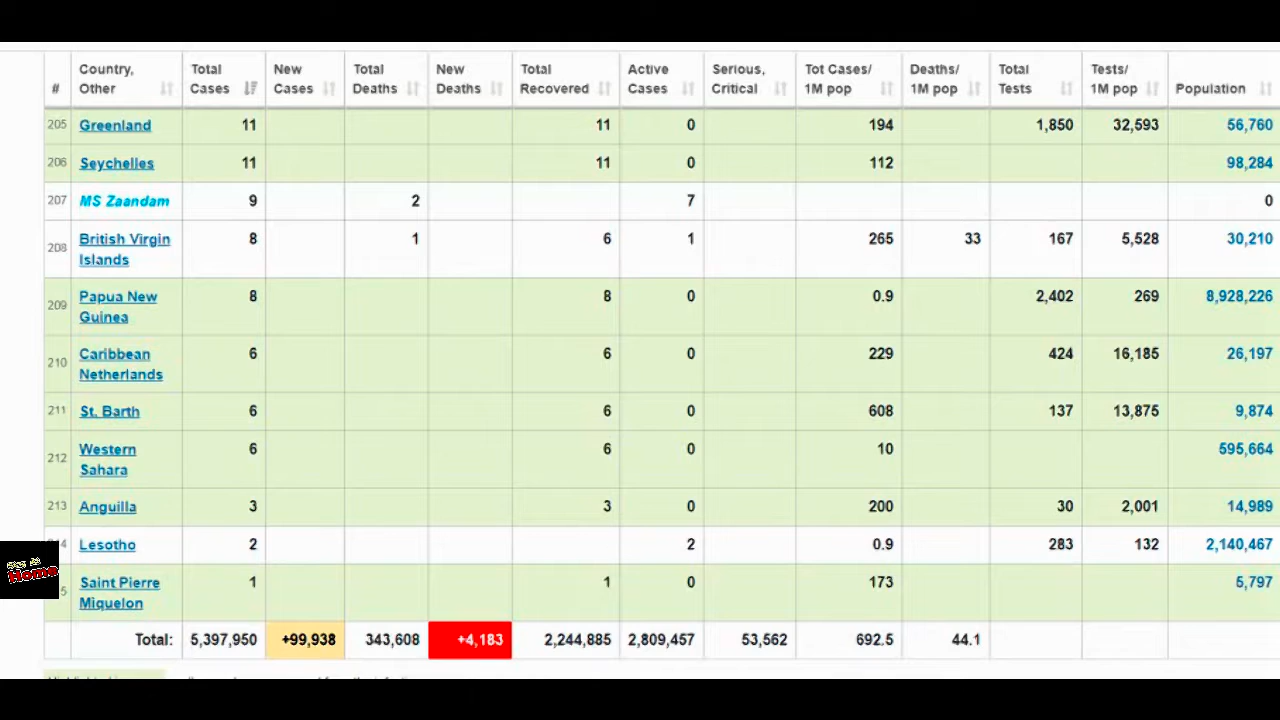 # Country, Other Total Cases New Cases Total Deaths New Deaths Total Recovered Active Cases Serious, Critical Tot Cases/ 1M pop Deaths/ 1M pop Total Tests Tests/ 1M pop Population
205 Greenland 11 11 0 194 1,850 32,593 56,760
206 Seychelles 11 11 0 112 98,284
207 MS Zaandam 9 2 7 0
208 British Virgin Islands 8 1 6 1 265 33 167 5,528 30,210
209 Papua New Guinea 8 8 0 0.9 2,402 269 8,928,226
210 Caribbean Netherlands 6 6 0 229 424 16,185 26,197
211 St. Barth 6 6 0 608 137 13,875 9,874
212 Western Sahara 6 6 0 10 595,664
213 Anguilla 3 3 0 200 30 2,001 14,989
4 Lesotho 2 2 0.9 283 132 2,140,467
5 Saint Pierre Miquelon 1 1 0 173 5,797
Total: 5,397,950 +99,938 343,608 +4,183 2,244,885 2,809,457 53,562 692.5 44.1
Home